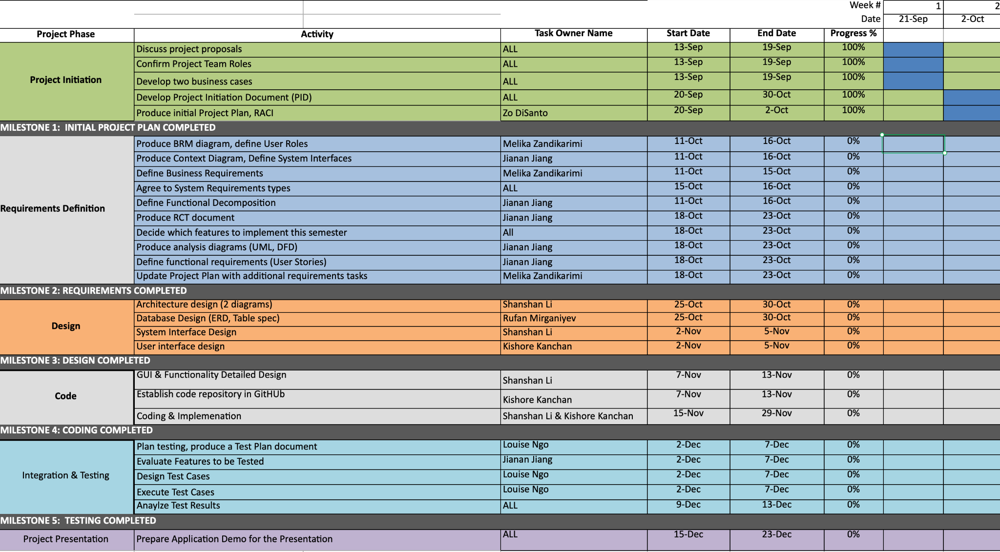 Week # 1 2
Date 21-Sep 2-Oct
Project Phase Activity Task Owner Name Start Date End Date Progress %
Project Initiation
Discuss project proposals ALL 13-Sep 19-Sep 100%
Confirm Project Team Roles ALL 13-Sep 19-Sep 100%
Develop two business cases ALL 13-Sep 19-Sep 100%
Develop Project Initiation Document (PID) ALL 20-Sep 30-Oct 100%
Produce initial Project Plan, RACI Zo DiSanto 20-Sep 2-Oct 100%
MILESTONE 1: INITIAL PROJECT PLAN COMPLETED
Requirements Definition
Produce BRM diagram, define User Roles Melika Zandikarimi 11-Oct 16-Oct 0%
Produce Context Diagram, Define System Interfaces Jianan Jiang 11-Oct 16-Oct 0%
Define Business Requirements Melika Zandikarimi 11-Oct 15-Oct 0%
Agree to System Requirements types ALL 15-Oct 16-Oct 0%
Define Functional Decomposition Jianan Jiang 11-Oct 16-Oct 0%
Produce RCT document Jianan Jiang 18-Oct 23-Oct 0%
Decide which features to implement this semester All 18-Oct 23-Oct 0%
Produce analysis diagrams (UML, DFD) Jianan Jiang 18-Oct 23-Oct 0%
Define functional requirements (User Stories) Jianan Jiang 18-Oct 23-Oct 0%
Update Project Plan with additional requirements tasks Melika Zandikarimi 18-Oct 23-Oct 0%
MILESTONE 2: REQUIREMENTS COMPLETED
Design
Architecture design (2 diagrams) Shanshan Li 25-Oct 30-Oct 0%
Database Design (ERD, Table spec) Rufan Mirganiyev 25-Oct 30-Oct 0%
System Interface Design Shanshan Li 2-Nov 5-Nov 0%
User interface design Kishore Kanchan 2-Nov 5-Nov 0%
MILESTONE 3: DESIGN COMPLETED
Code
GUI & Functionality Detailed Design Shanshan Li 7-Nov 13-Nov 0%
Establish code repository in GitHUb Kishore Kanchan 7-Nov 13-Nov 0%
Coding & Implemenation Shanshan Li & Kishore Kanchan 15-Nov 29-Nov 0%
MILESTONE 4: CODING COMPLETED
Integration & Testing
Plan testing, produce a Test Plan document Louise Ngo 2-Dec 7-Dec 0%
Evaluate Features to be Tested Jianan Jiang 2-Dec 7-Dec 0%
Design Test Cases Louise Ngo 2-Dec 7-Dec 0%
Execute Test Cases Louise Ngo 2-Dec 7-Dec 0%
Anaylze Test Results ALL 9-Dec 13-Dec 0%
MILESTONE 5: TESTING COMPLETED
Project Presentation Prepare Application Demo for the Presentation ALL 15-Dec 23-Dec 0%